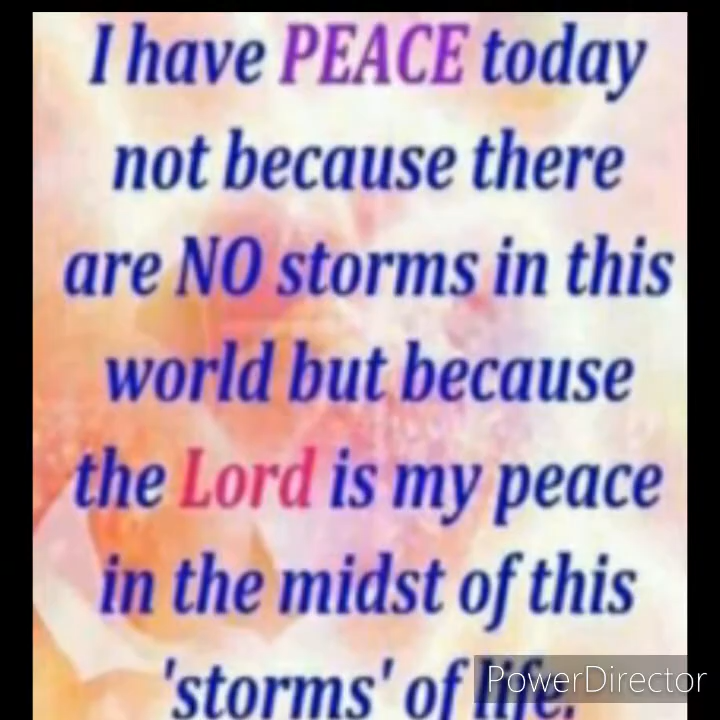 I have PEACE today
not because there
are NO storms in this
world but because
the Lord is my peace
in the midst of this
'storms' of life.
PowerDirector